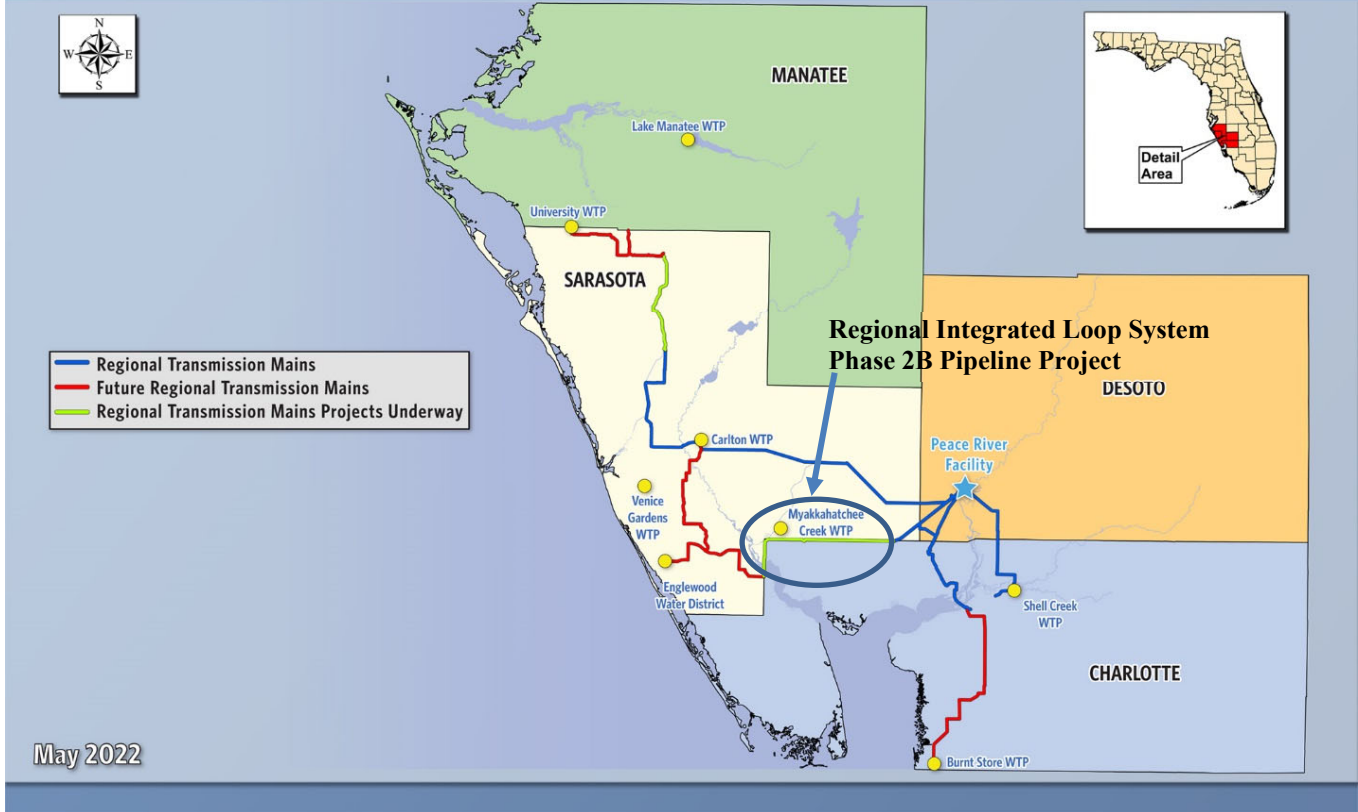 N
W E
S
MANATEE
Lake Manatee WTP
Detail
Area
University WTP
SARASOTA
Regional Integrated Loop System
Phase 2B Pipeline Project
DESOTO
Regional Transmission Mains
Future Regional Transmission Mains
Regional Transmission Mains Projects Underway
Carlton WTP
Peace River
Facility
Venice
Gardens
WTP
Myakkahatchee
Creek WTP
Englewood
Water District
Shell Creek
WTP
CHARLOTTE
May 2022
Burnt Store WTP